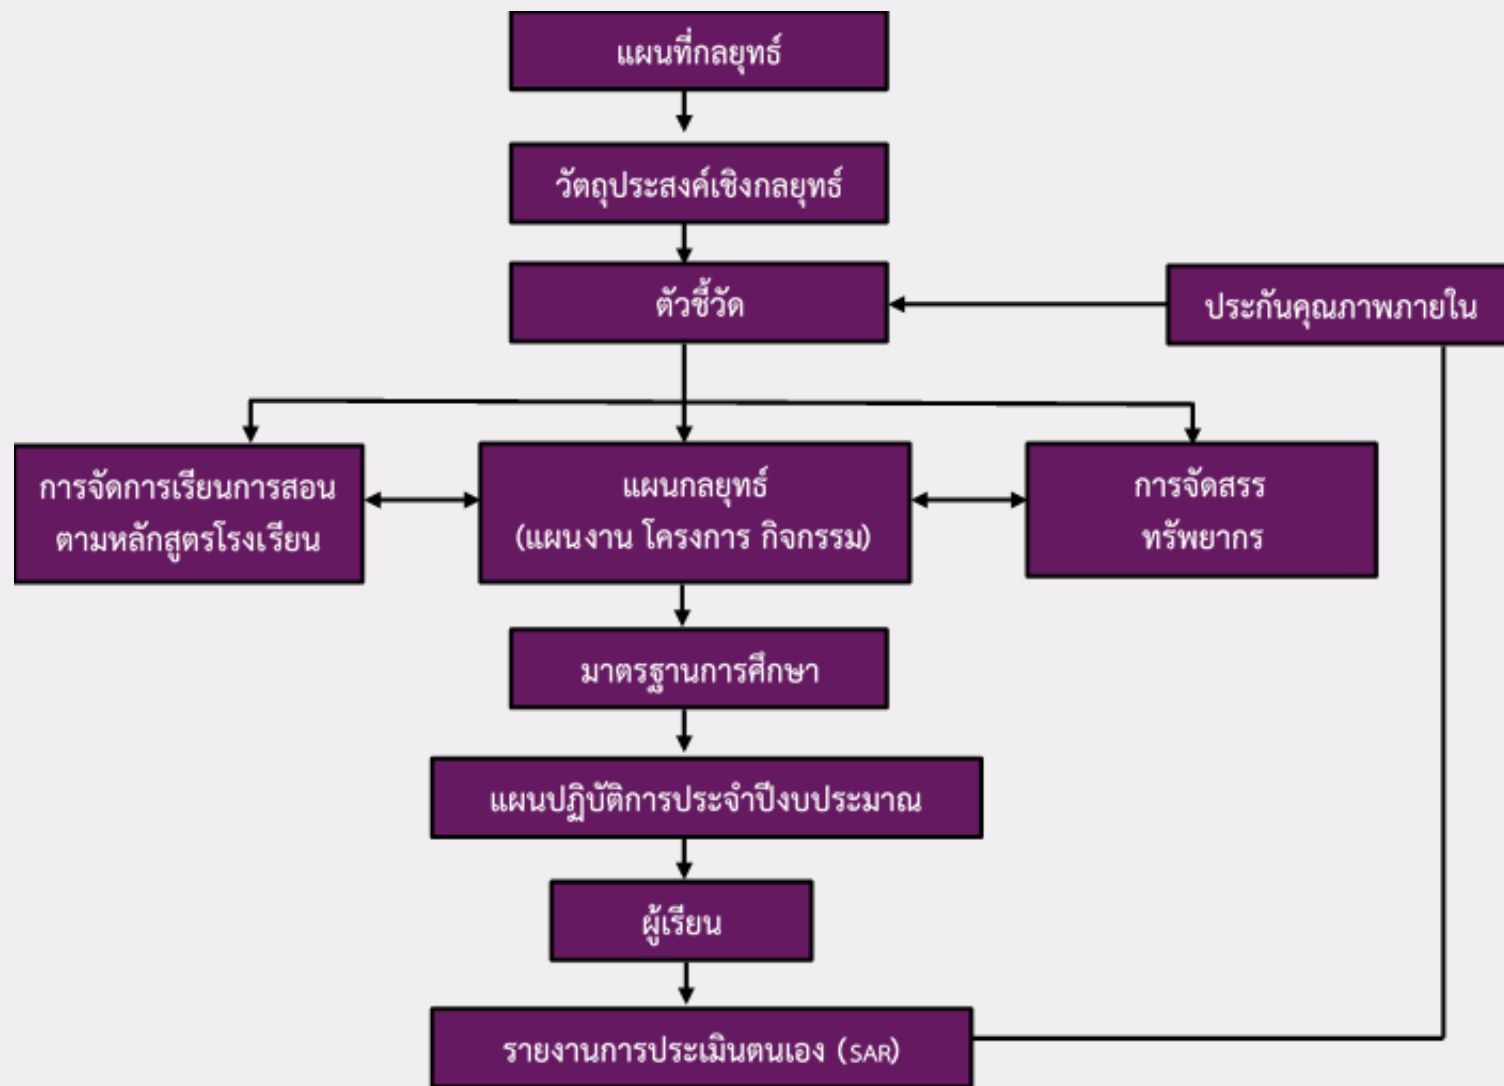 แผนที่กลยุทธ์
วัตถุประสงค์เชิงกลยุทธ์
ตัวชี้วัด
ประกันคุณภาพภายใน
การจัดการเรียนการสอน
ตามหลักสูตรโรงเรียน
แผนกลยุทธ์
(แผนงาน โครงการ กิจกรรม)
การจัดสรร
ทรัพยากร
มาตรฐานการศึกษา
แผนปฏิบัติการประจำปีงบประมาณ
ผู้เรียน
รายงานการประเมินตนเอง (SAR)